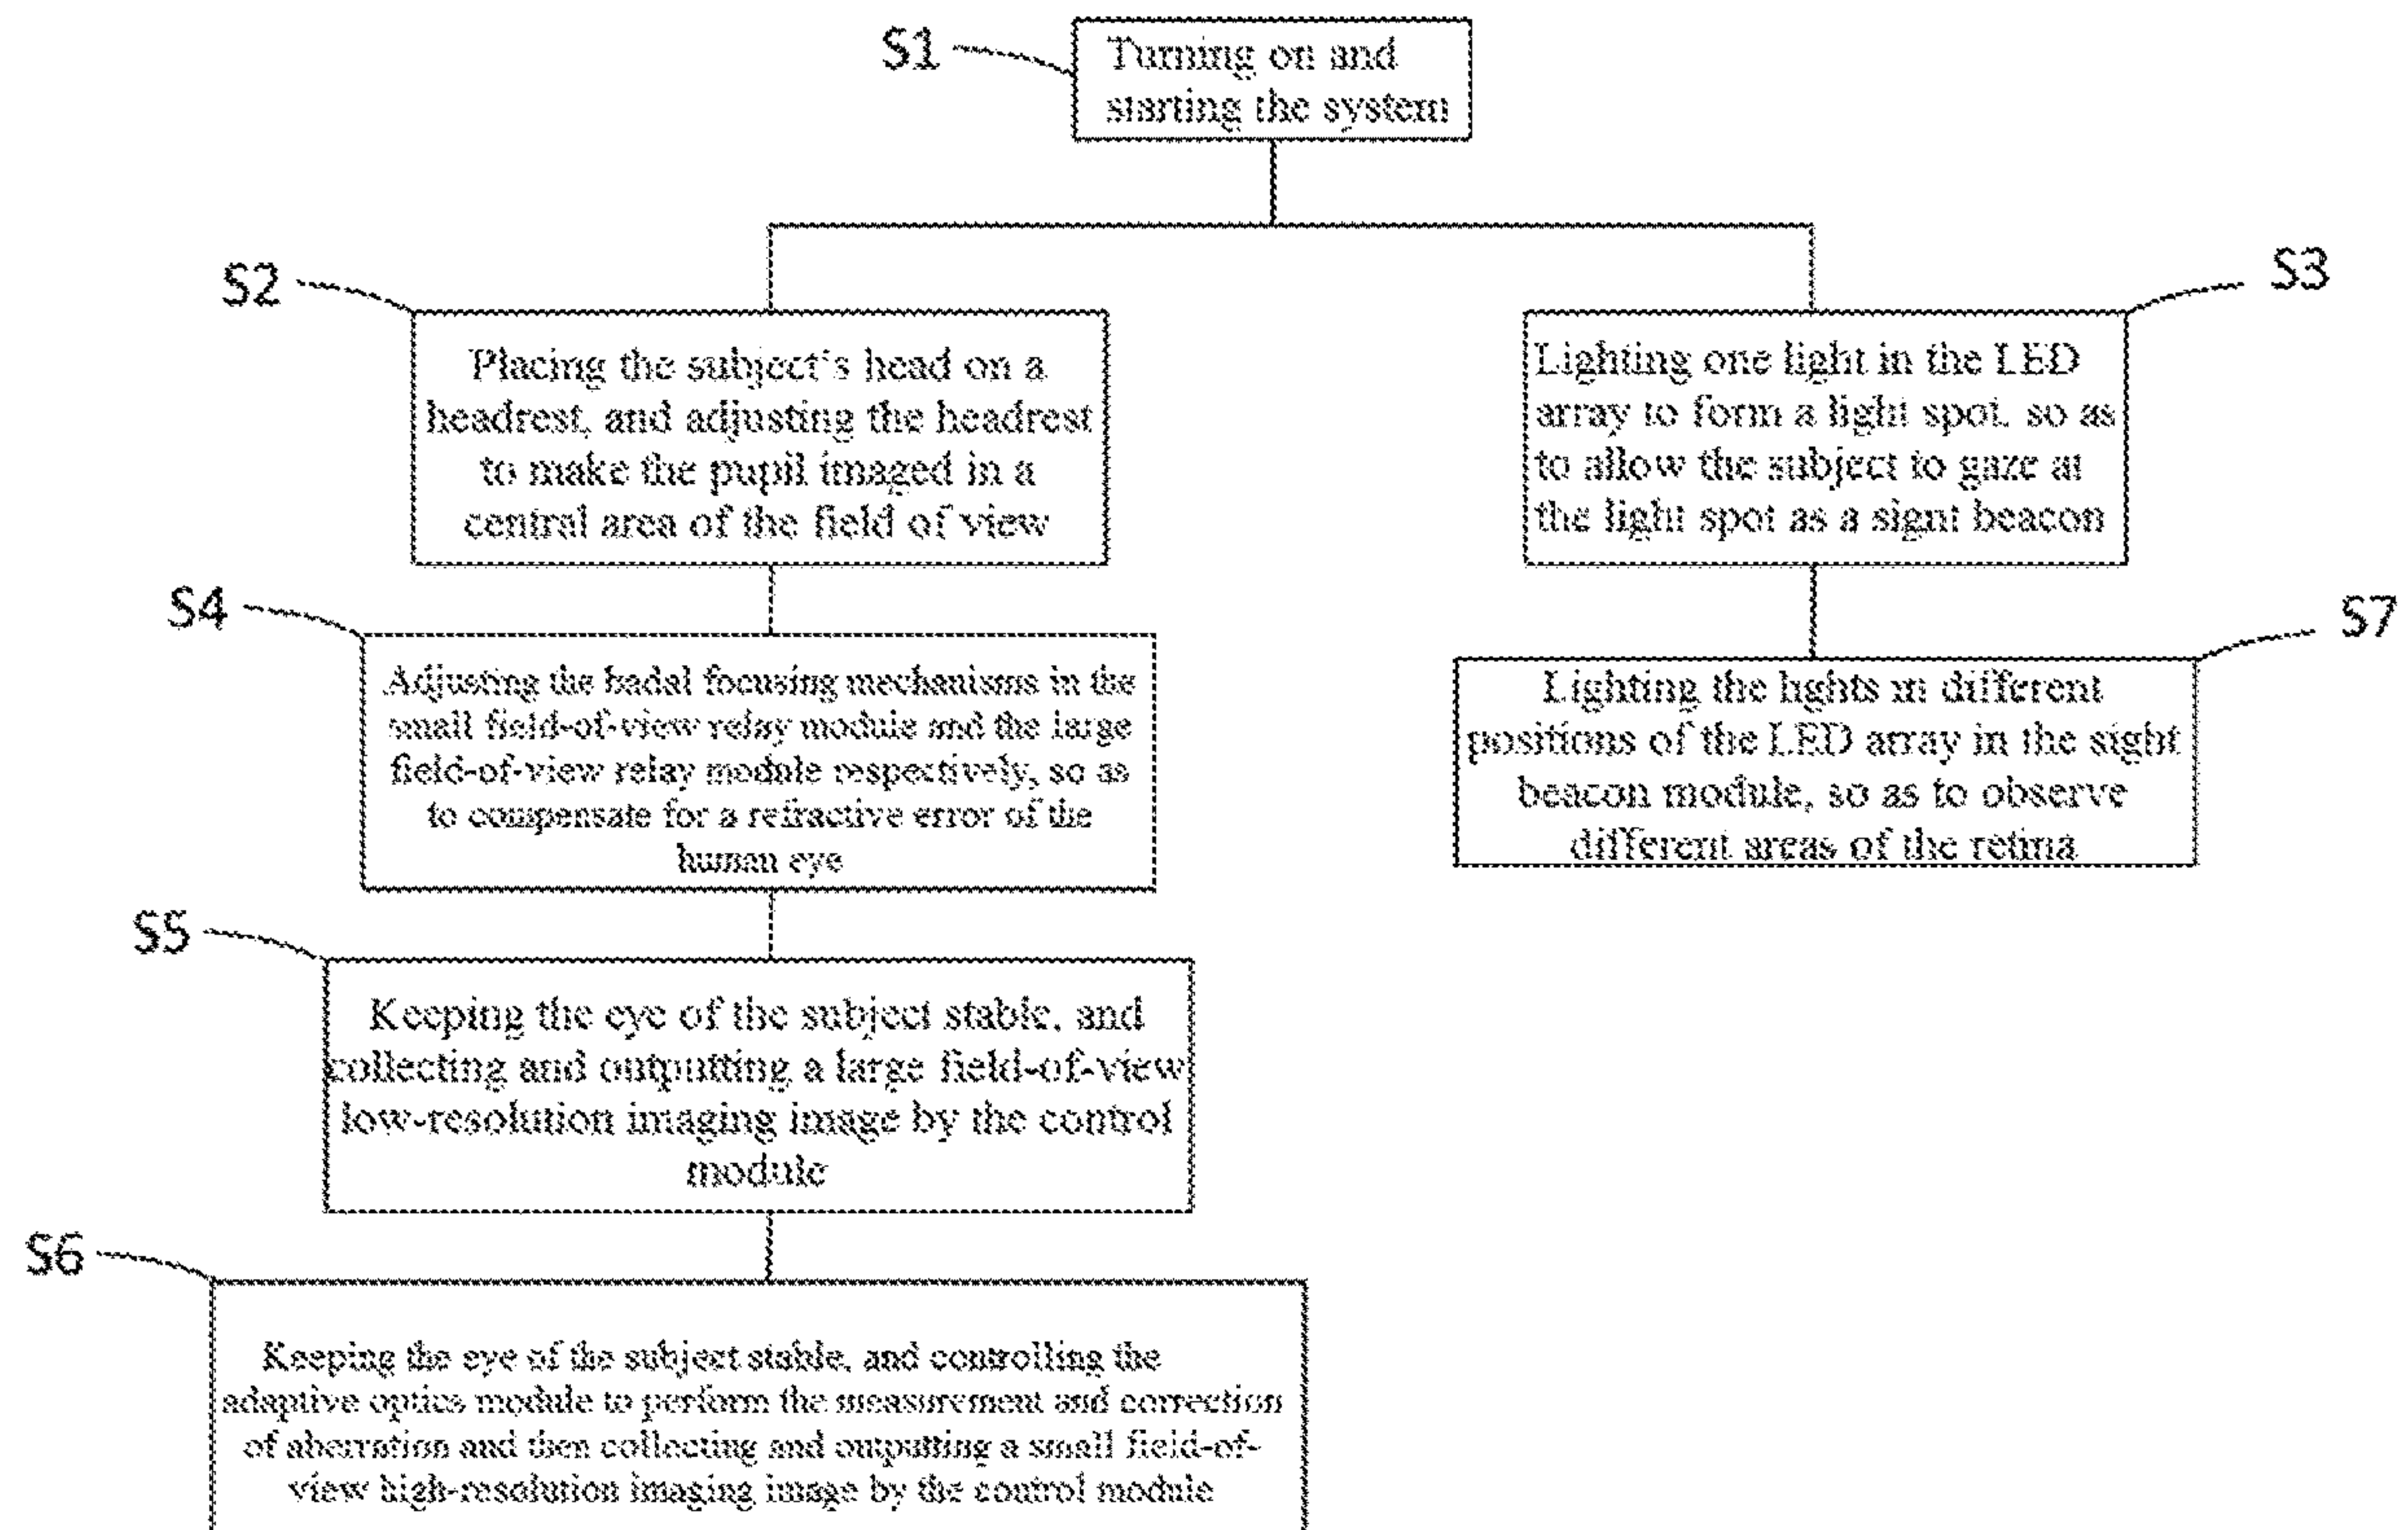 S1
Turning on and
starting the system
S2
Placing the subject's head on a
headrest, and adjusting the headrest
to make the pupil imaged in a
central area of the field of view
S3
Lighting one light in the LED
array to form a light spot, so as
to allow the subject to gaze at
the light spot as a signt beacon
S4
Adjusting the badal focusing mechanisms in the
small field-of-view relay module and the large
field-of-view relay module respectively, so as
to compensate for a refractive error of the
human eye
S7
Lighting the lights in different
positions of the LED array in the sight
beacon module, so as to observe
different areas of the retina
S5
Keeping the eye of the subject stable, and
collecting and outputting a large field-of-view
low-resolution imaging image by the control
module
S6
Keeping the eye of the subject stable, and controlling the
adaptive optics module to perform the measurement and correction
of aberration and then collecting and outputting a small field-of-
view high-resolution imaging image by the control module